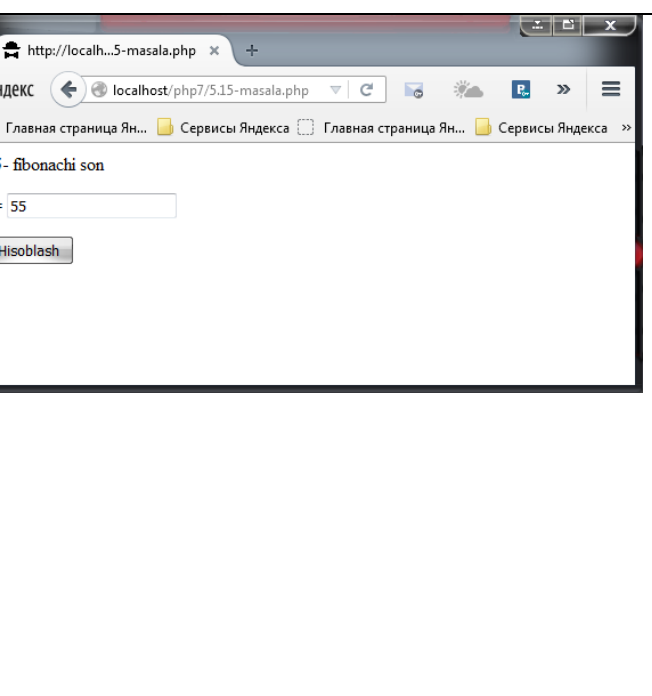 http://localh...5-masala.php × +
ндекс localhost/php7/5.15-masala.php »
Главная страница Ян... Сервисы Яндекса Главная страница Ян... Сервисы Яндекса »
- fibonachi son
= 55
Hisoblash